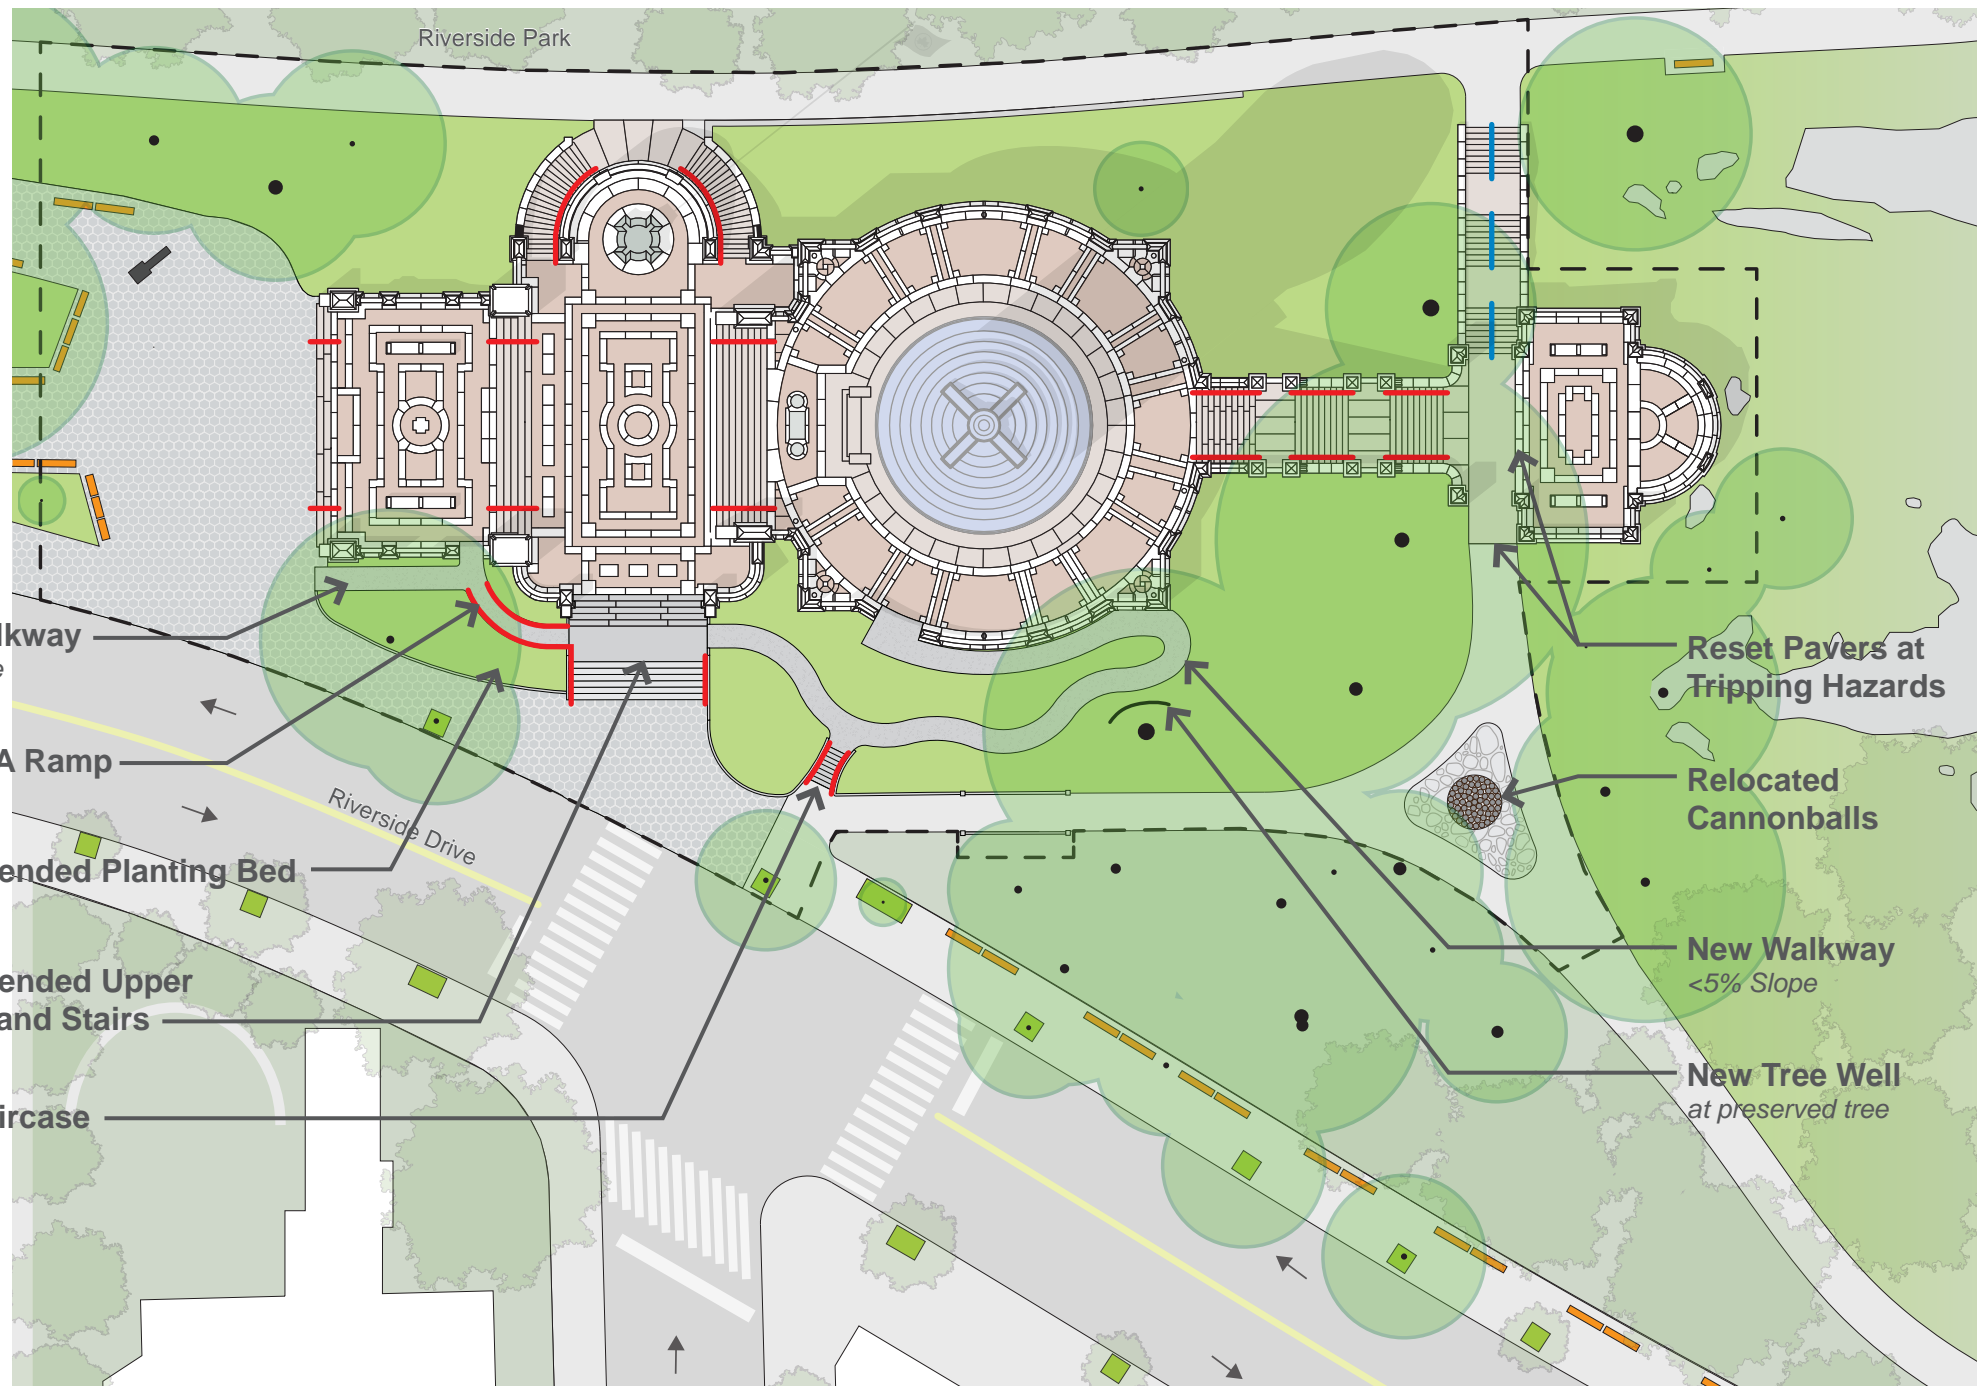 Riverside Park
lkway
e
A Ramp
Riverside Drive
ended Planting Bed
ended Upper
and Stairs
ircase
Reset Pavers at
Tripping Hazards
Relocated
Cannonballs
New Walkway
<5% Slope
New Tree Well
at preserved tree